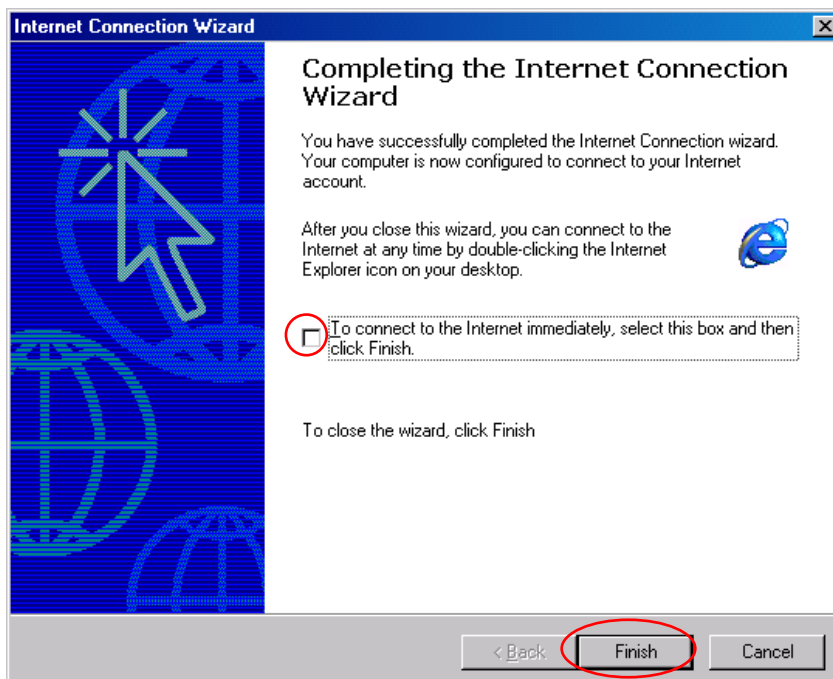 Internet Connection Wizard
Completing the Internet Connection
Wizard
You have successfully completed the Internet Connection wizard.
Your computer is now configured to connect to your Internet
account.
After you close this wizard, you can connect to the
Internet at any time by double-clicking the Internet
Explorer icon on your desktop.
To connect to the Internet immediately, select this box and then
click Finish.
To close the wizard, click Finish
< Back
Finish
Cancel